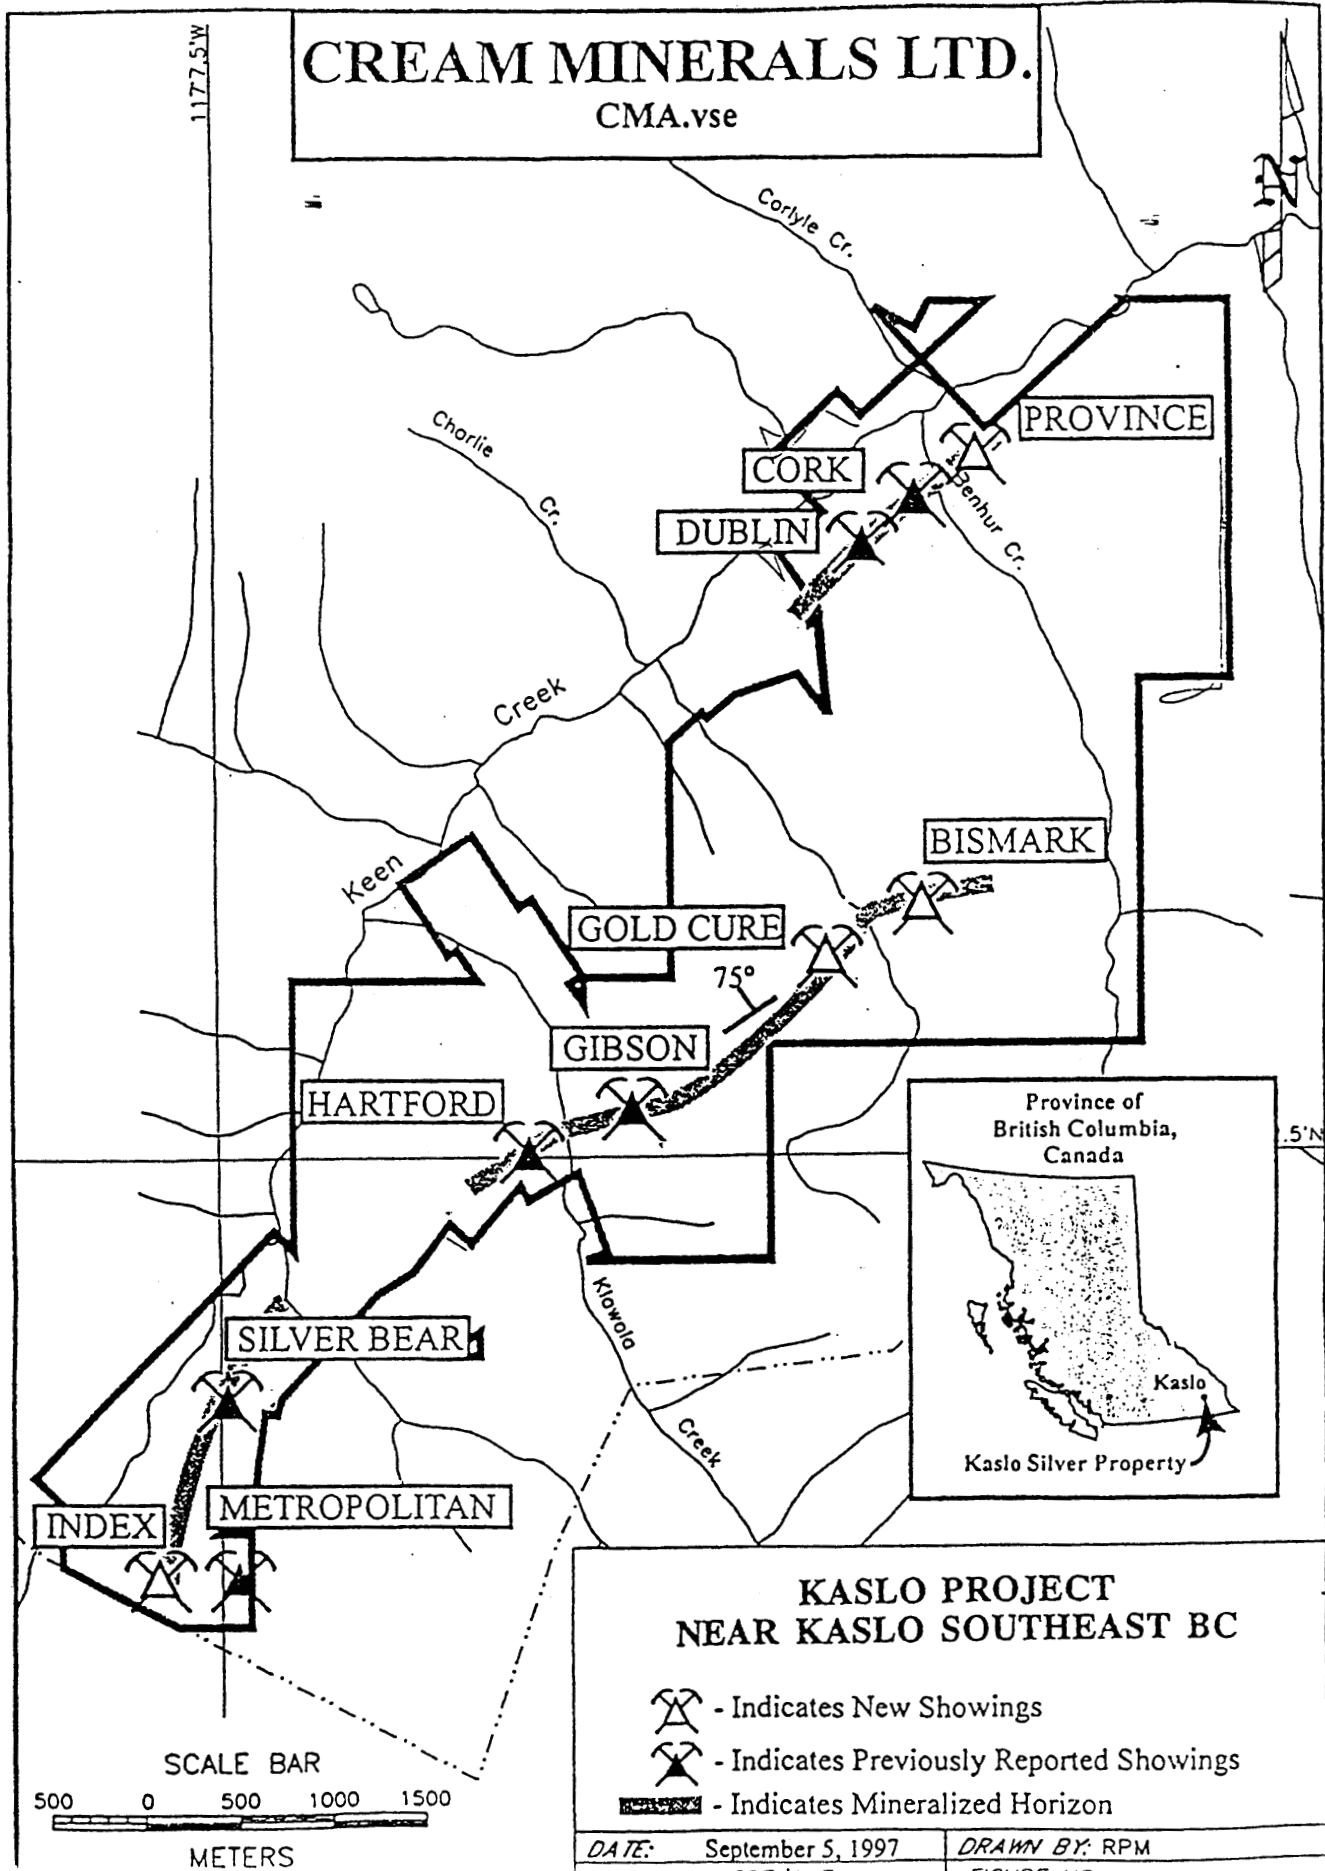 CREAM MINERALS LTD.
CMA.vse
117°7.5'W
N
Corlyle Cr.
PROVINCE
Charlie
Cr.
CORK
Benhur Cr.
DUBLIN
Creek
BISMARK
Keen
GOLD CURE
75°
GIBSON
HARTFORD
Province of
British Columbia,
Canada
.5'N
Klawala
Creek
SILVER BEAR
Kaslo
Kaslo Silver Property
METROPOLITAN
INDEX
KASLO PROJECT
NEAR KASLO SOUTHEAST BC
- Indicates New Showings
- Indicates Previously Reported Showings
- Indicates Mineralized Horizon
SCALE BAR
500 0 500 1000 1500
METERS
DATE: September 5, 1997
DRAWN BY: RPM